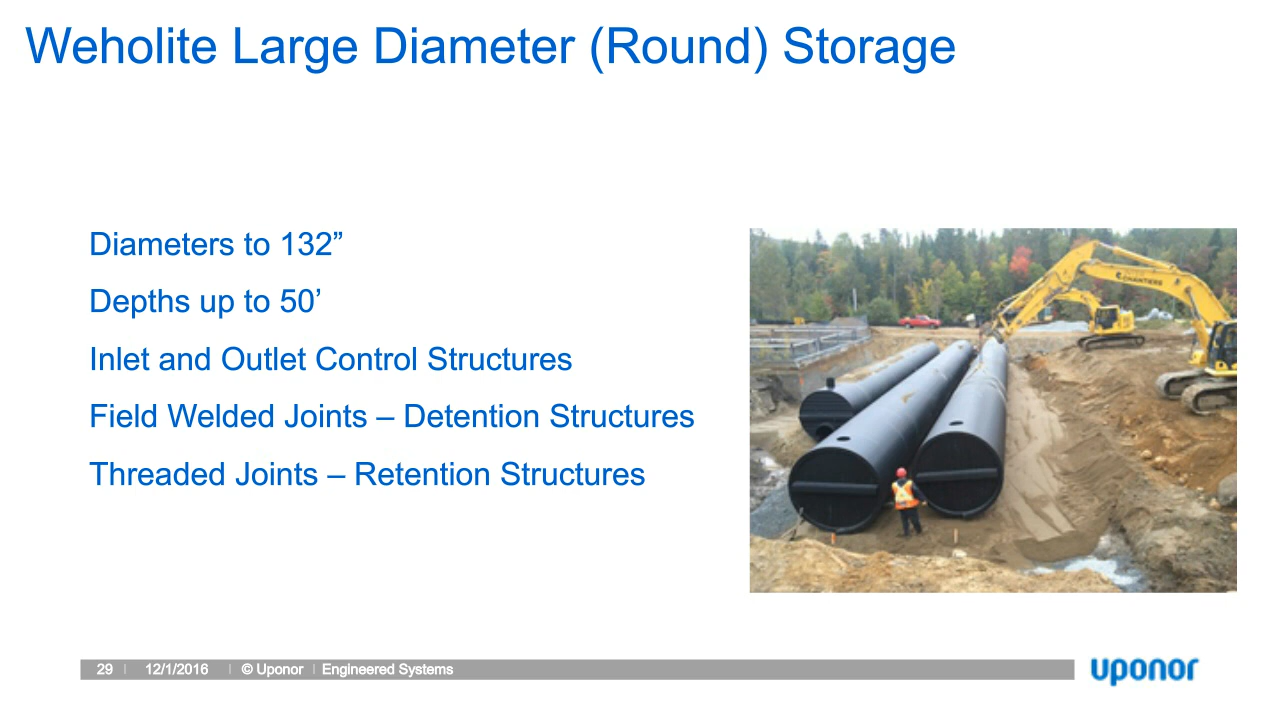 Weholite Large Diameter (Round) Storage
Diameters to 132”
Depths up to 50’
Inlet and Outlet Control Structures
Field Welded Joints – Detention Structures
Threaded Joints – Retention Structures
CHANTIERS
29 | 12/1/2016 | © Uponor | Engineered Systems
uponor